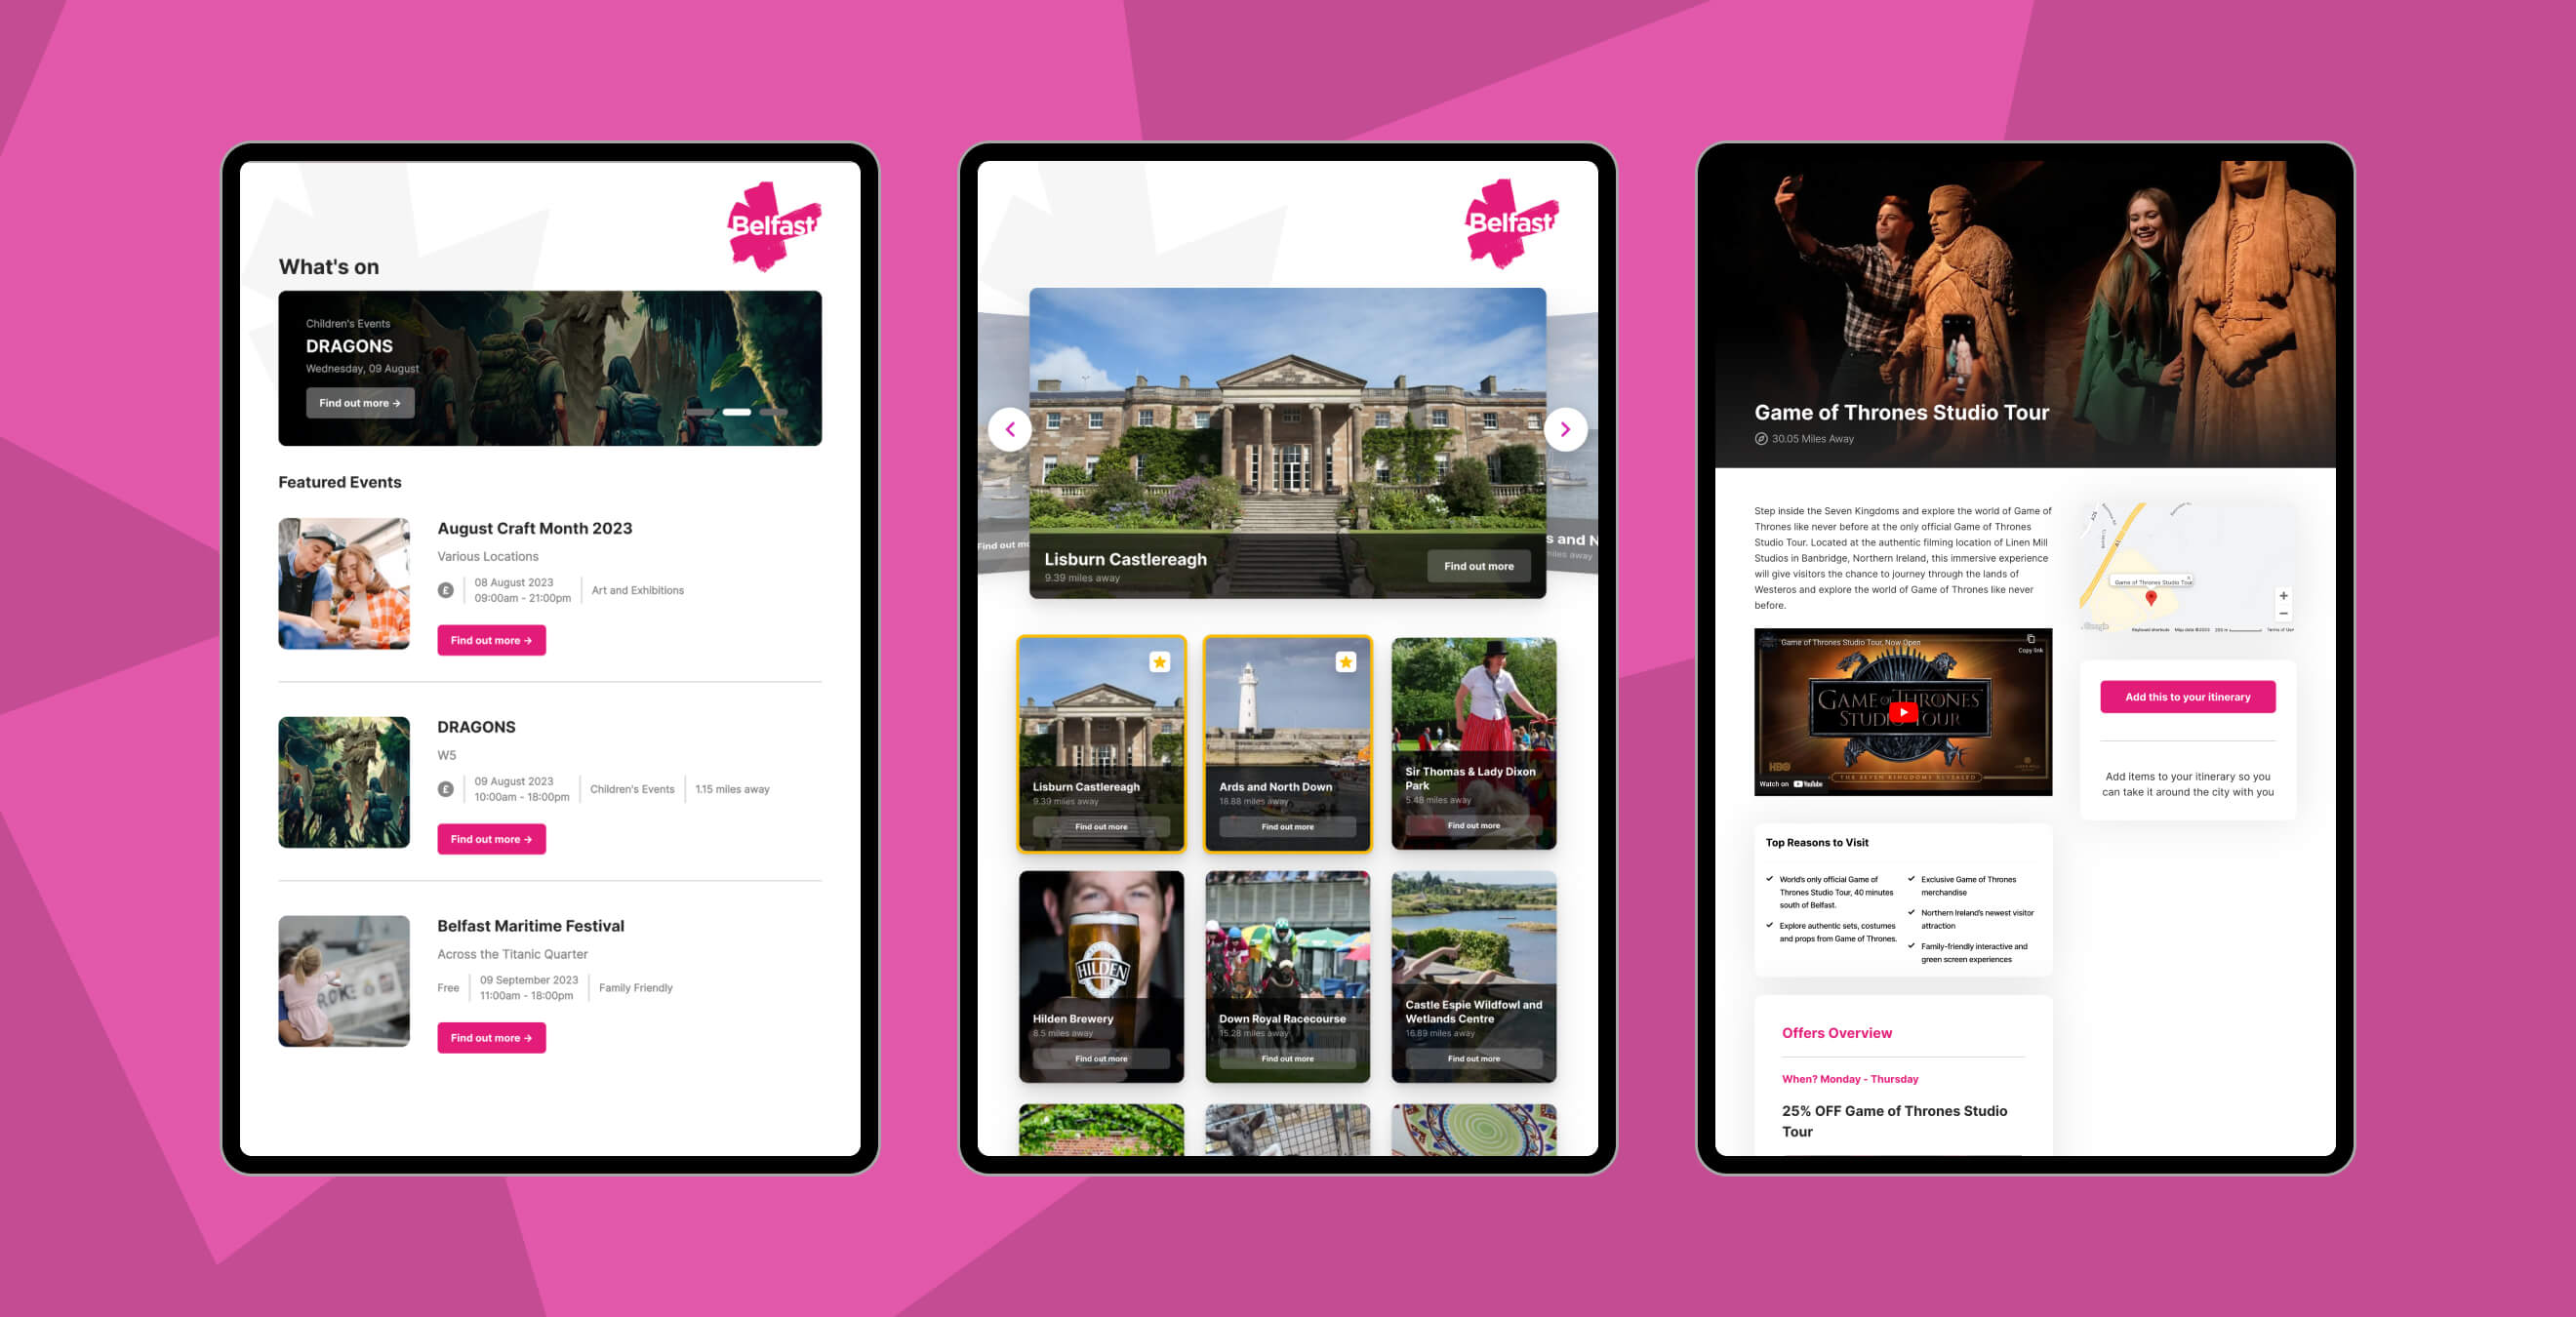 Belfast
What's on
Children's Events
DRAGONS
Wednesday, 09 August
Find out more →
Featured Events
August Craft Month 2023
Various Locations
£
08 August 2023
09:00am - 21:00pm
Art and Exhibitions
Find out more →
DRAGONS
W5
£
09 August 2023
10:00am - 18:00pm
Children's Events
1.15 miles away
Find out more →
Belfast Maritime Festival
Across the Titanic Quarter
Free
09 September 2023
11:00am - 18:00pm
Family Friendly
Find out more →
Belfast
Find out
Lisburn Castlereagh
9.39 miles away
Find out more
s and N
miles away
Lisburn Castlereagh
9.39 miles away
Find out more
Ards and North Down
18.88 miles away
Find out more
Sir Thomas & Lady Dixon
Park
5.48 miles away
Find out more
HILDEN
Hilden Brewery
8.5 miles away
Find out more
Down Royal Racecourse
15.28 miles away
Find out more
Castle Espie Wildfowl and
Wetlands Centre
16.89 miles away
Find out more
Game of Thrones Studio Tour
30.05 Miles Away
Step inside the Seven Kingdoms and explore the world of Game of
Thrones like never before at the only official Game of Thrones
Studio Tour. Located at the authentic filming location of Linen Mill
Studios in Banbridge, Northern Ireland, this immersive experience
will give visitors the chance to journey through the lands of
Westeros and explore the world of Game of Thrones like never
before.
Game of Thrones Studio Tour
Google
Keyboard shortcuts
Map data ©2023
200 m
Terms of Use
Game of Thrones Studio Tour, Now Open
Copy link
GAME OF THRONES
STUDIO TOUR
HBO
THE SEVEN KINGDOMS REVEALED
Watch on YouTube
Add this to your itinerary
Add items to your itinerary so you
can take it around the city with you
Top Reasons to Visit
World's only official Game of
Thrones Studio Tour, 40 minutes
south of Belfast.
Explore authentic sets, costumes
and props from Game of Thrones.
Exclusive Game of Thrones
merchandise
Northern Ireland's newest visitor
attraction
Family-friendly interactive and
green screen experiences
Offers Overview
When? Monday - Thursday
25% OFF Game of Thrones Studio
Tour